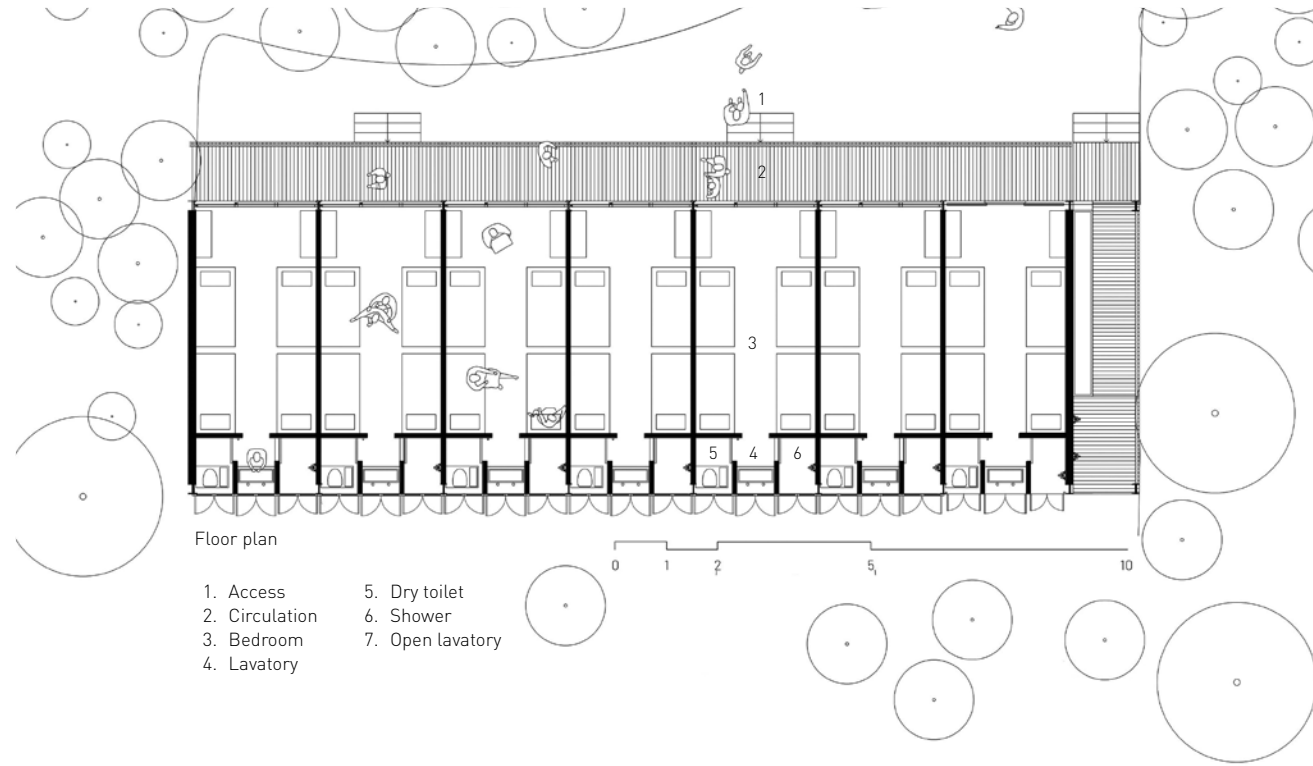 1
2
3
5 4 6
Floor plan
0 1 2 5 10
1. Access
2. Circulation
3. Bedroom
4. Lavatory
5. Dry toilet
6. Shower
7. Open lavatory